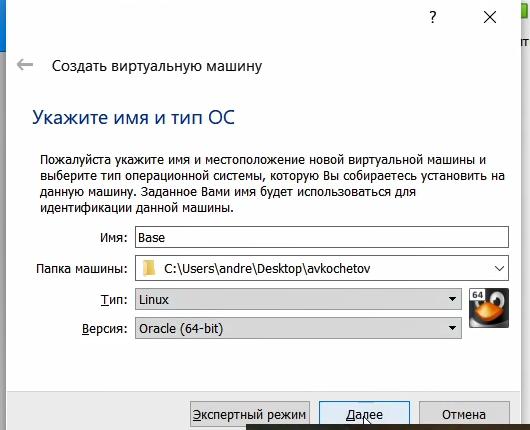 ?
Создать виртуальную машину
Укажите имя и тип ОС
Пожалуйста укажите имя и местоположение новой виртуальной машины и
выберите тип операционной системы, которую Вы собираетесь установить на
данную машину. Заданное Вами имя будет использоваться для
идентификации данной машины.
Имя: Base
Папка машины: C:\Users\andre\Desktop\avkochetov
Тип: Linux
64
Версия: Oracle (64-bit)
Экспертный режим Далее Отмена